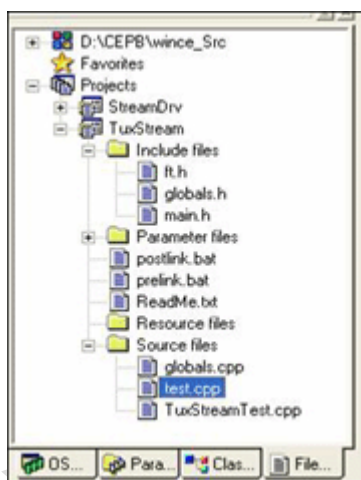 D:\CEPB\wince_Src
Favorites
Projects
StreamDrv
TuxStream
Include files
ft.h
globals.h
main.h
Parameter files
postlink.bat
prelink.bat
ReadMe.txt
Resource files
Source files
globals.cpp
test.cpp
TuxStreamTest.cpp
OS... Para... Clas... File...